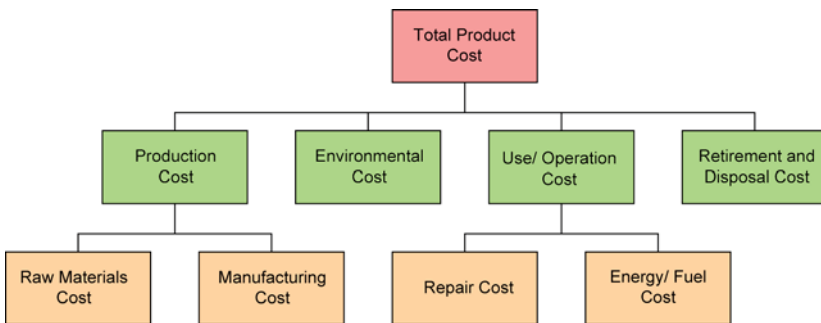 Total Product
Cost
Production
Cost
Environmental
Cost
Use/ Operation
Cost
Retirement and
Disposal Cost
Raw Materials
Cost
Manufacturing
Cost
Repair Cost
Energy/ Fuel
Cost